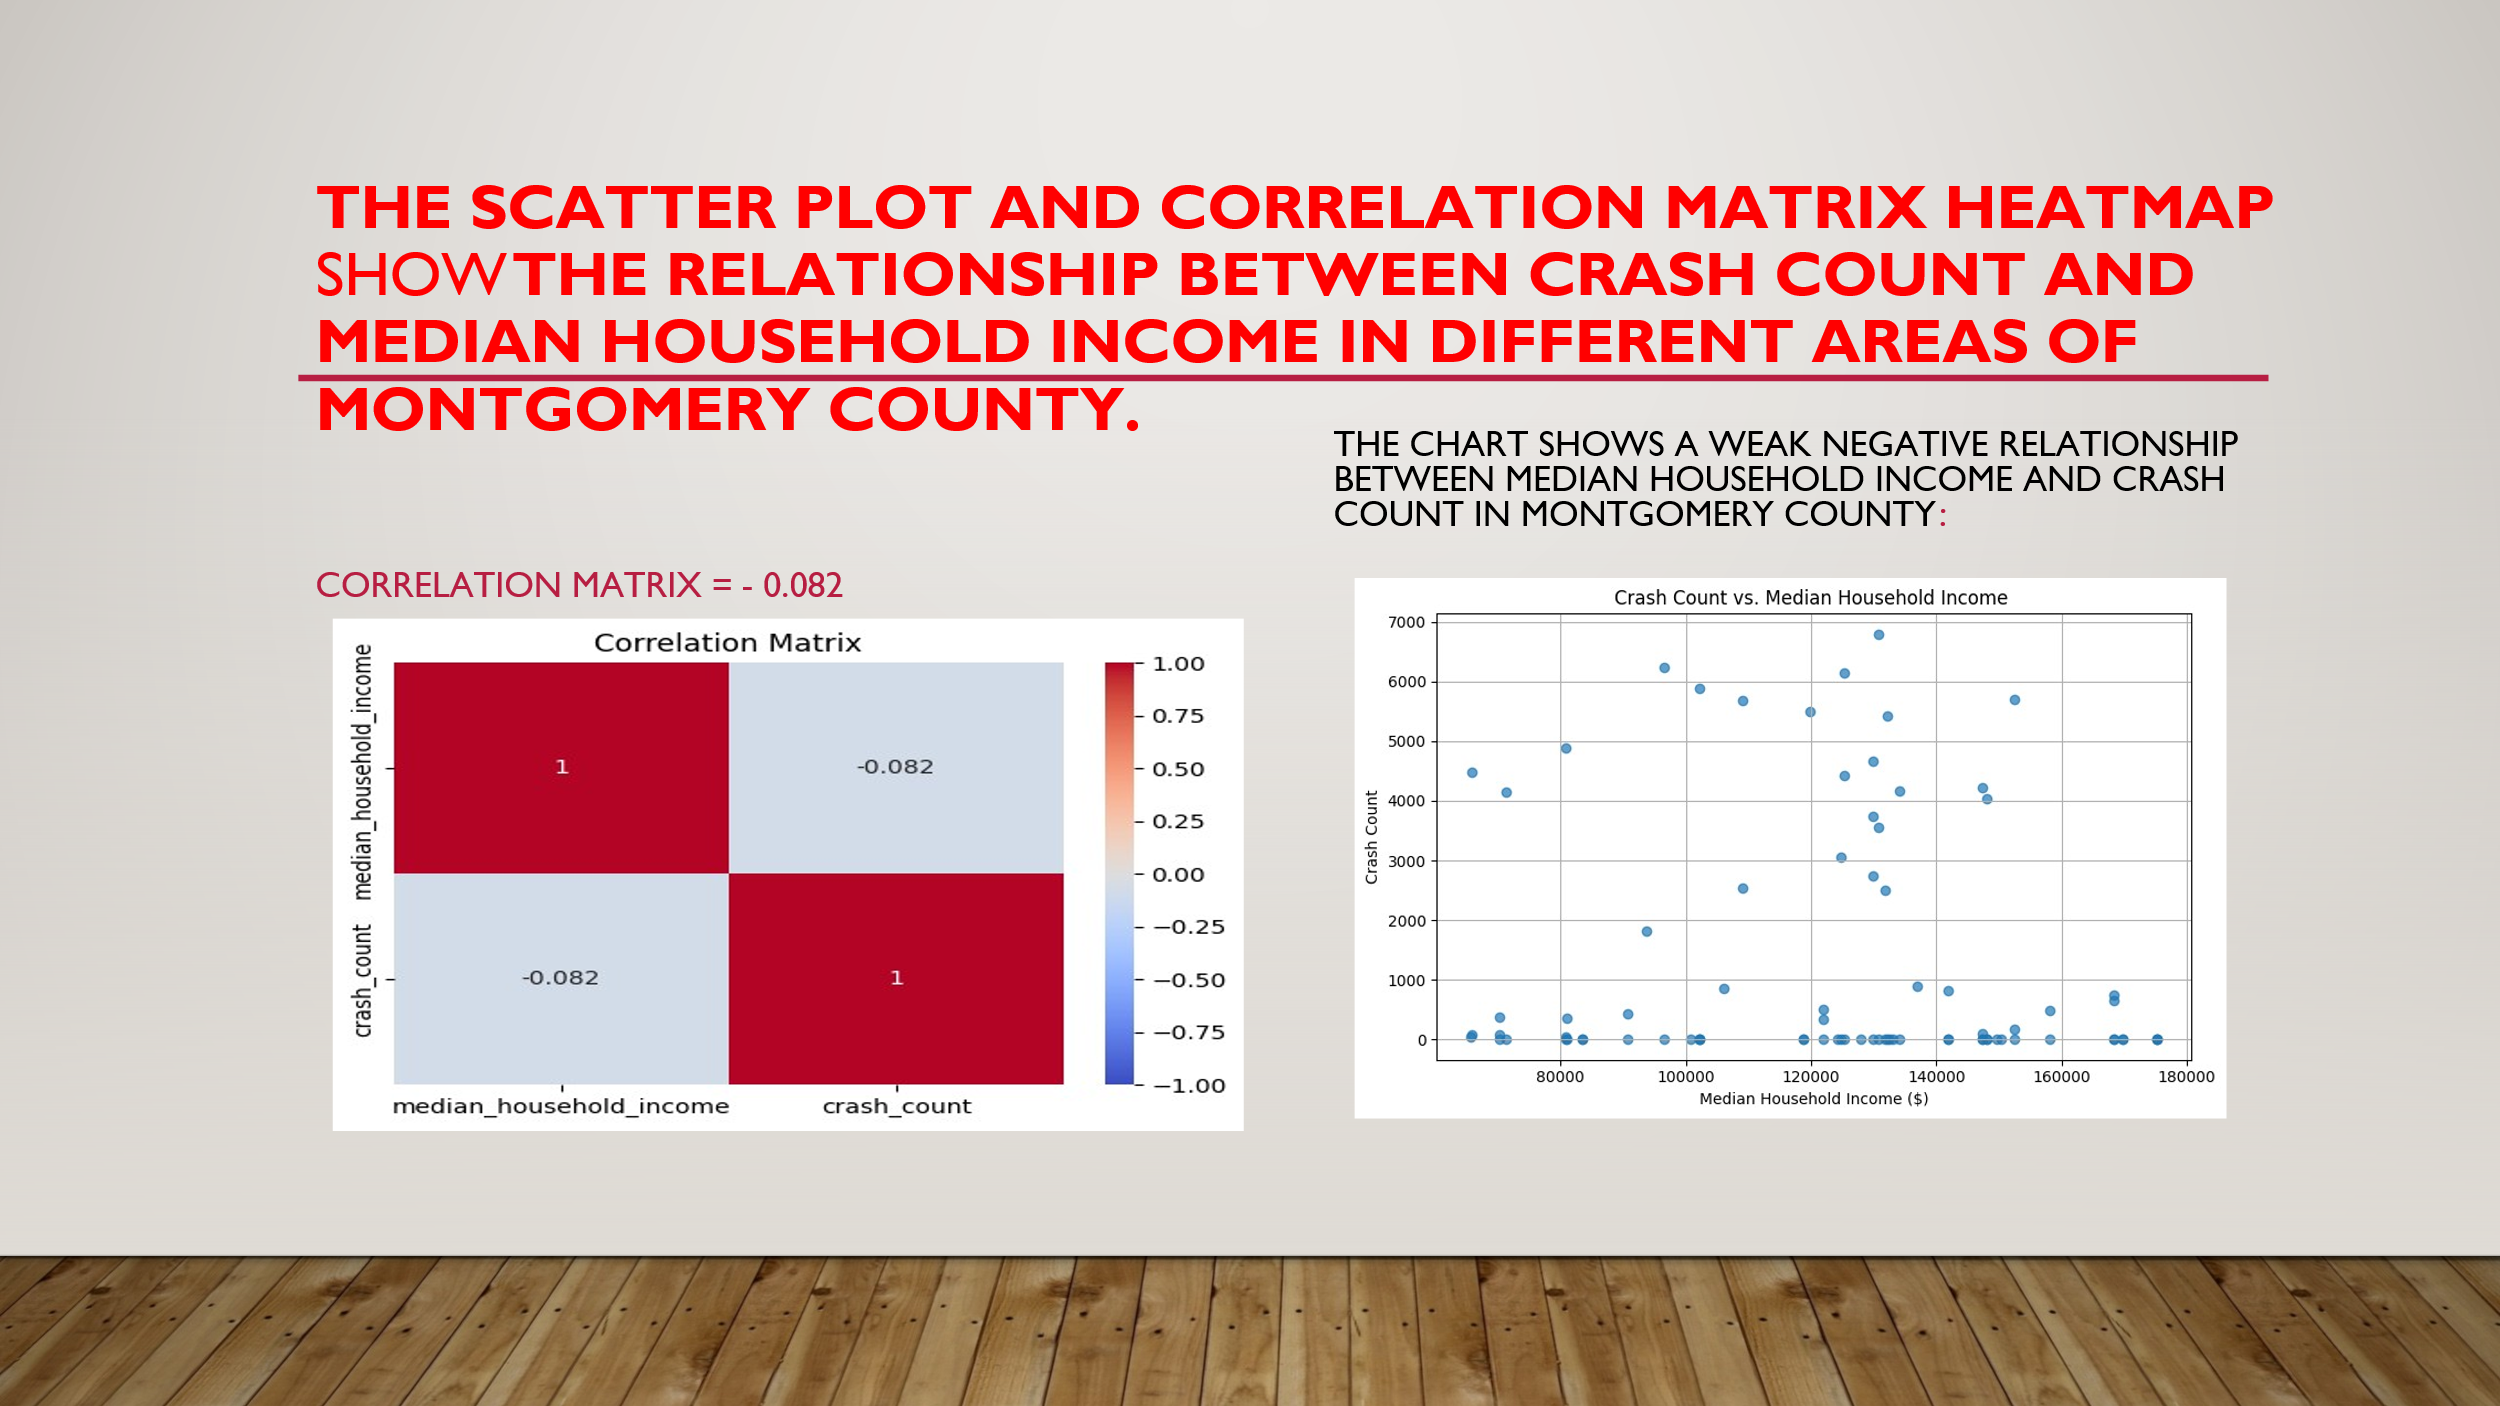 THE SCATTER PLOT AND CORRELATION MATRIX HEATMAP
SHOW THE RELATIONSHIP BETWEEN CRASH COUNT AND
MEDIAN HOUSEHOLD INCOME IN DIFFERENT AREAS OF
MONTGOMERY COUNTY.
CORRELATION MATRIX = - 0.082
Correlation Matrix
median_household_income
crash_count
1
-0.082
-0.082
1
median_household_income
crash_count
1.00
0.75
0.50
0.25
0.00
−0.25
−0.50
−0.75
−1.00
THE CHART SHOWS A WEAK NEGATIVE RELATIONSHIP
BETWEEN MEDIAN HOUSEHOLD INCOME AND CRASH
COUNT IN MONTGOMERY COUNTY:
Crash Count vs. Median Household Income
Crash Count
7000
6000
5000
4000
3000
2000
1000
0
80000 100000 120000 140000 160000 180000
Median Household Income ($)